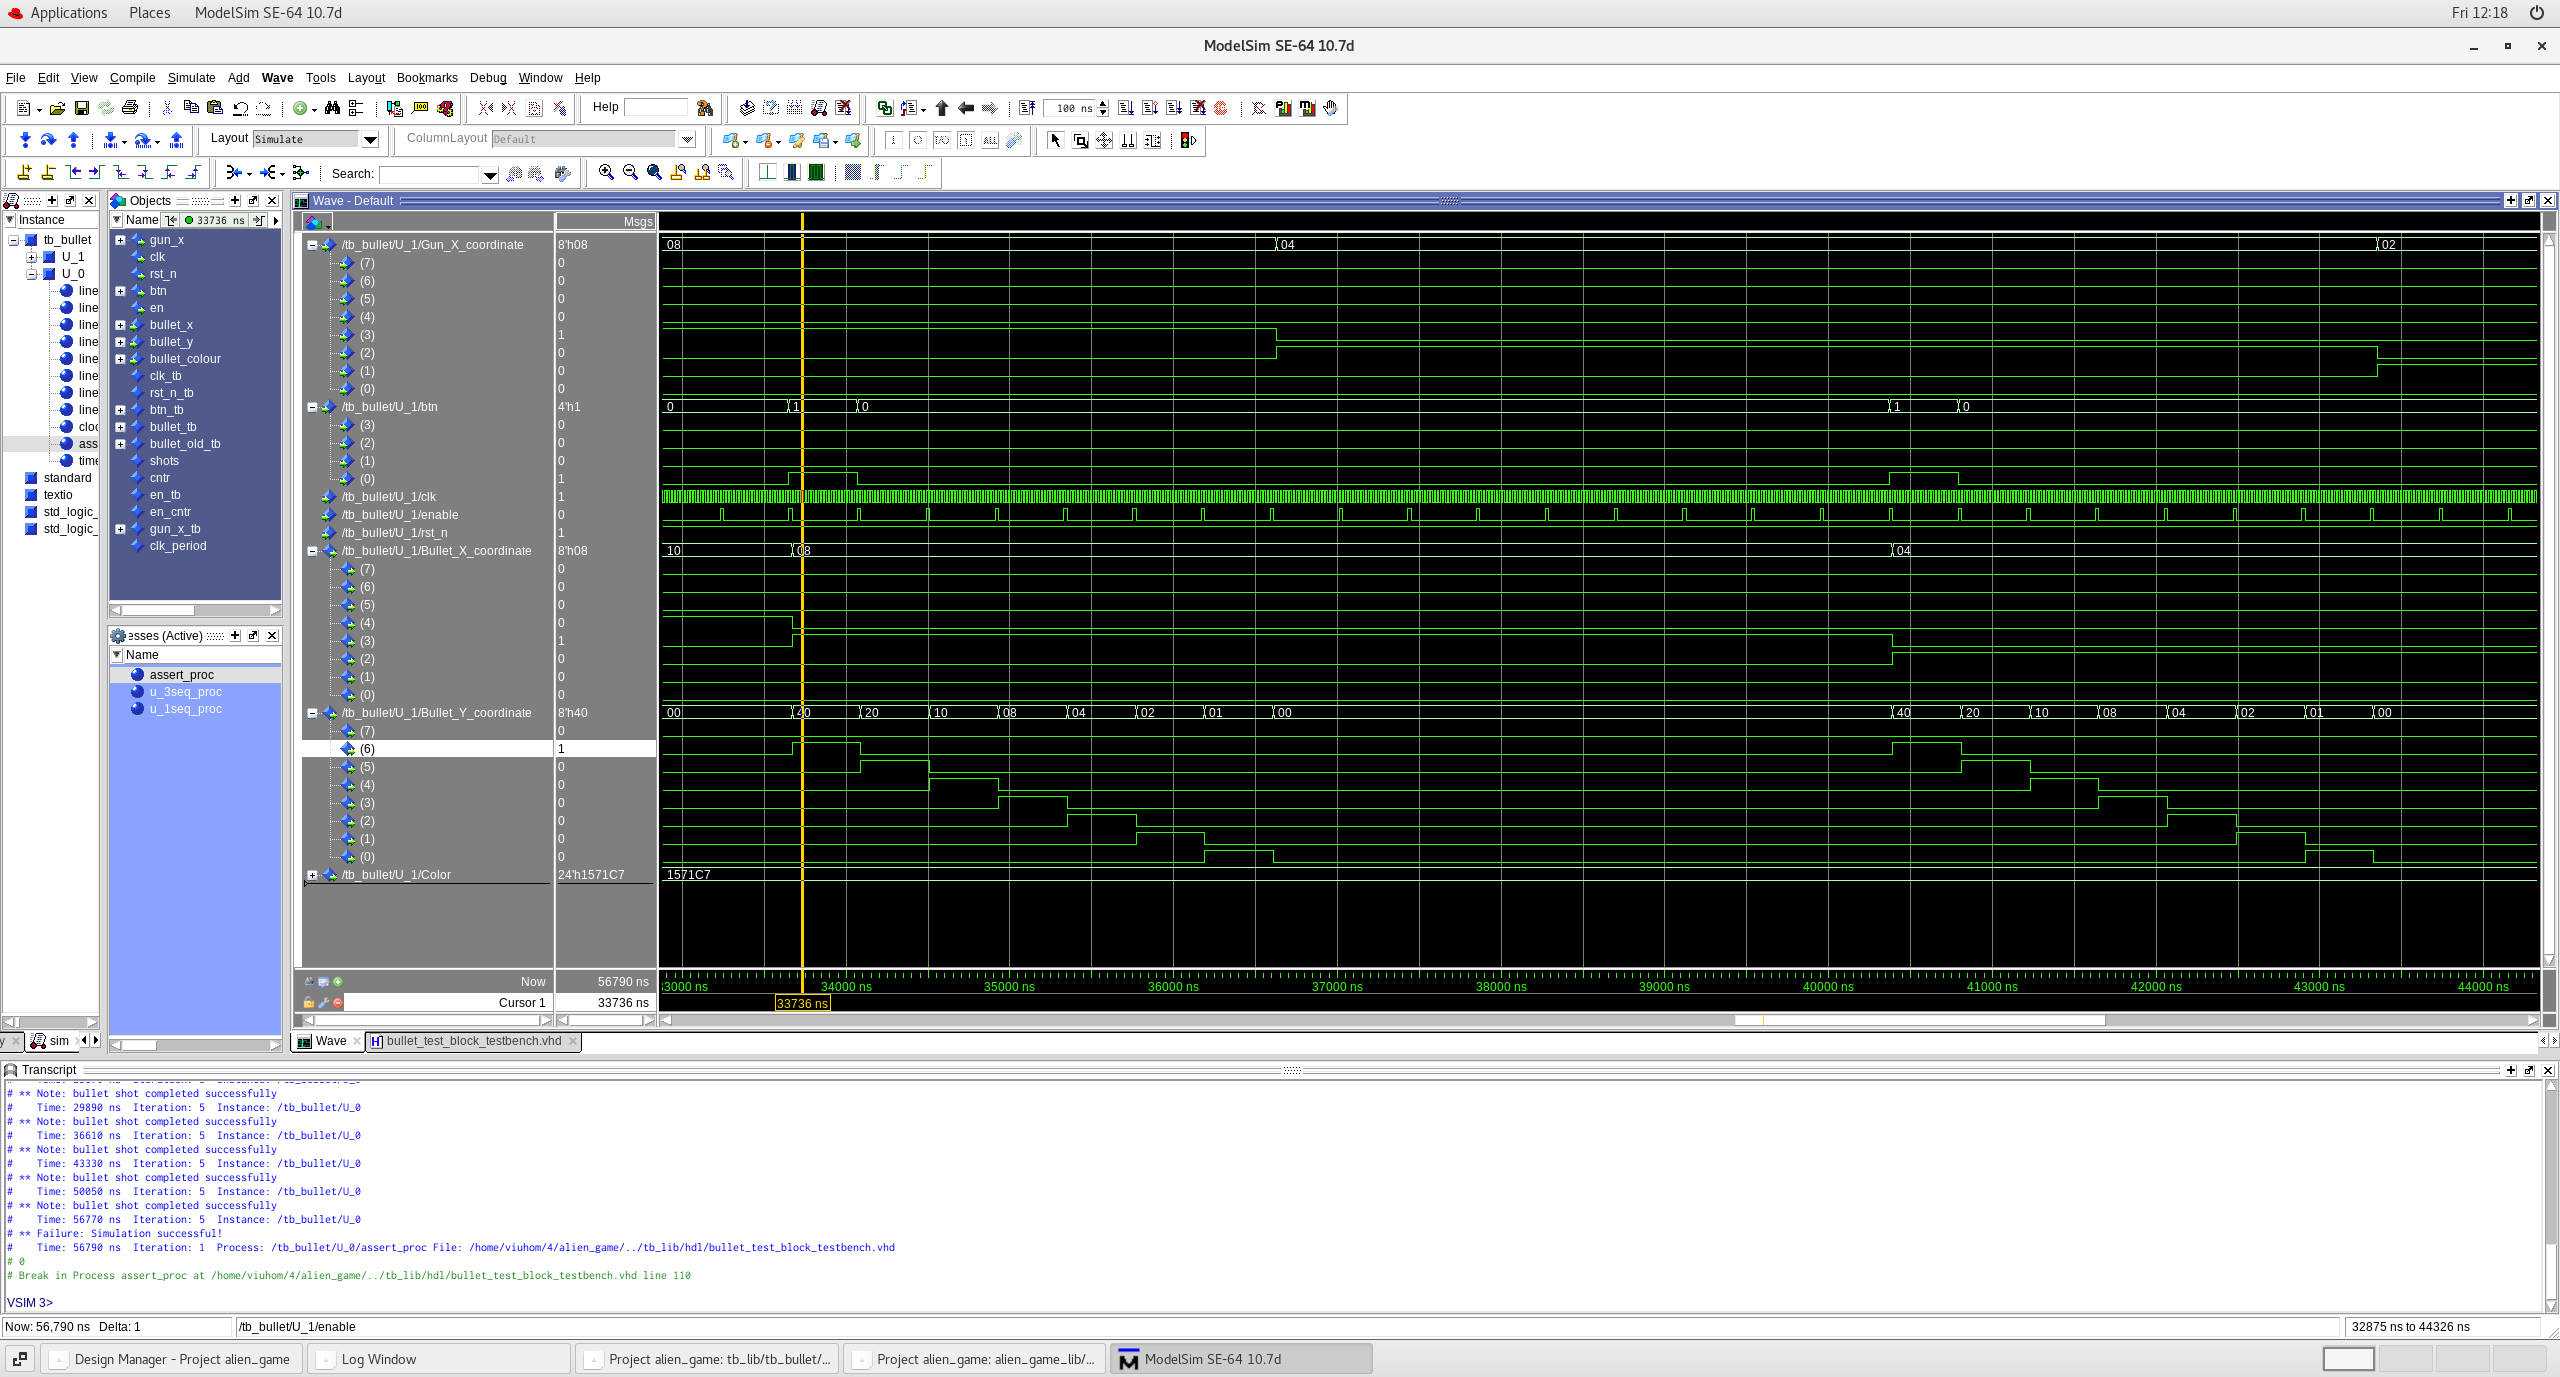 Applications Places ModelSim SE-64 10.7d Fri 12:18
ModelSim SE-64 10.7d
File Edit View Compile Simulate Add Wave Tools Layout Bookmarks Debug Window Help
Help 100 ns
Layout Simulate ColumnLayout Default
Search:
Instance
tb_bullet
U_1
U_0
line
line
line
line
line
line
line
line
cloc
ass
time
standard
textio
std_logic_
std_logic_
Objects
Name 33736 ns
gun_x
clk
rst_n
btn
en
bullet_x
bullet_y
bullet_colour
clk_tb
rst_n_tb
btn_tb
bullet_tb
bullet_old_tb
shots
cntr
en_tb
en_cntr
gun_x_tb
clk_period
esses (Active)
Name
assert_proc
u_3seq_proc
u_1seq_proc
Wave - Default
Msgs
/tb_bullet/U_1/Gun_X_coordinate 8'h08 08 04 02
(7) 0
(6) 0
(5) 0
(4) 0
(3) 1
(2) 0
(1) 0
(0) 0
/tb_bullet/U_1/btn 4'h1 0 1 0 1 0
(3) 0
(2) 0
(1) 0
(0) 1
/tb_bullet/U_1/clk 1
/tb_bullet/U_1/enable 0
/tb_bullet/U_1/rst_n 1
/tb_bullet/U_1/Bullet_X_coordinate 8'h08 10 08 04
(7) 0
(6) 0
(5) 0
(4) 0
(3) 1
(2) 0
(1) 0
(0) 0
/tb_bullet/U_1/Bullet_Y_coordinate 8'h40 00 40 20 10 08 04 02 01 00 40 20 10 08 04 02 01 00
(7) 0
(6) 1
(5) 0
(4) 0
(3) 0
(2) 0
(1) 0
(0) 0
/tb_bullet/U_1/Color 24'h1571C7 1571C7
Now 56790 ns 33000 ns 34000 ns 35000 ns 36000 ns 37000 ns 38000 ns 39000 ns 40000 ns 41000 ns 42000 ns 43000 ns 44000 ns
Cursor 1 33736 ns 33736 ns
y sim Wave bullet_test_block_testbench.vhd
Transcript
# ** Note: bullet shot completed successfully
# Time: 29890 ns Iteration: 5 Instance: /tb_bullet/U_0
# ** Note: bullet shot completed successfully
# Time: 36610 ns Iteration: 5 Instance: /tb_bullet/U_0
# ** Note: bullet shot completed successfully
# Time: 43330 ns Iteration: 5 Instance: /tb_bullet/U_0
# ** Note: bullet shot completed successfully
# Time: 50050 ns Iteration: 5 Instance: /tb_bullet/U_0
# ** Note: bullet shot completed successfully
# Time: 56770 ns Iteration: 5 Instance: /tb_bullet/U_0
# ** Failure: Simulation successful!
# Time: 56790 ns Iteration: 1 Process: /tb_bullet/U_0/assert_proc File: /home/viuhom/4/alien_game/../tb_lib/hdl/bullet_test_block_testbench.vhd
# 0
# Break in Process assert_proc at /home/viuhom/4/alien_game/../tb_lib/hdl/bullet_test_block_testbench.vhd line 110
VSIM 3>
Now: 56,790 ns Delta: 1 /tb_bullet/U_1/enable 32875 ns to 44326 ns
Design Manager - Project alien_game Log Window Project alien_game: tb_lib/tb_bullet/... Project alien_game: alien_game_lib/... ModelSim SE-64 10.7d